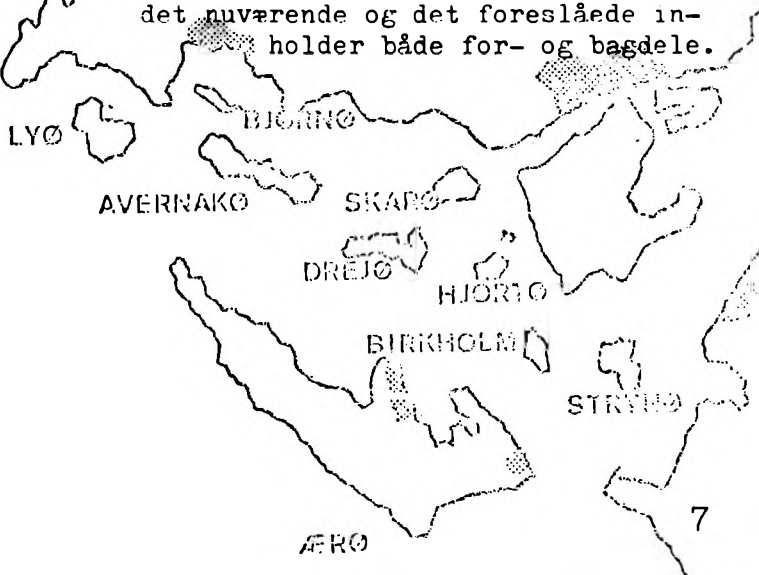 det nuværende og det foreslåede in-
holder både for- og bagdele.
LYØ
BJØRNØ
AVERNAKØ
SKARØ
DREJØ
HJORTØ
BIRKHOLM
STRYNØ
ÆRØ
7